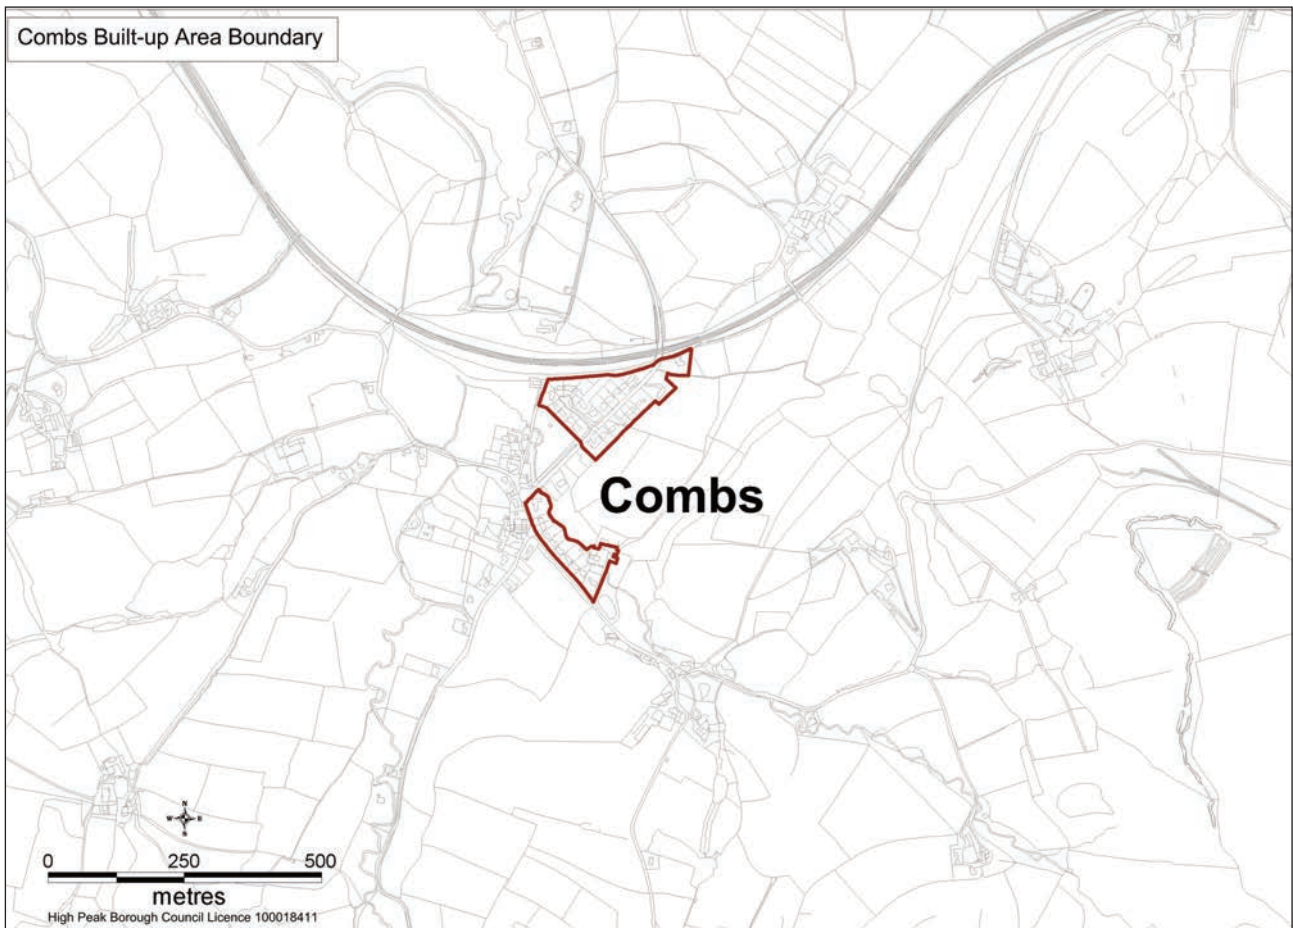 Combs Built-up Area Boundary
Combs
N
W E
S
0 250 500
metres
High Peak Borough Council Licence 100018411